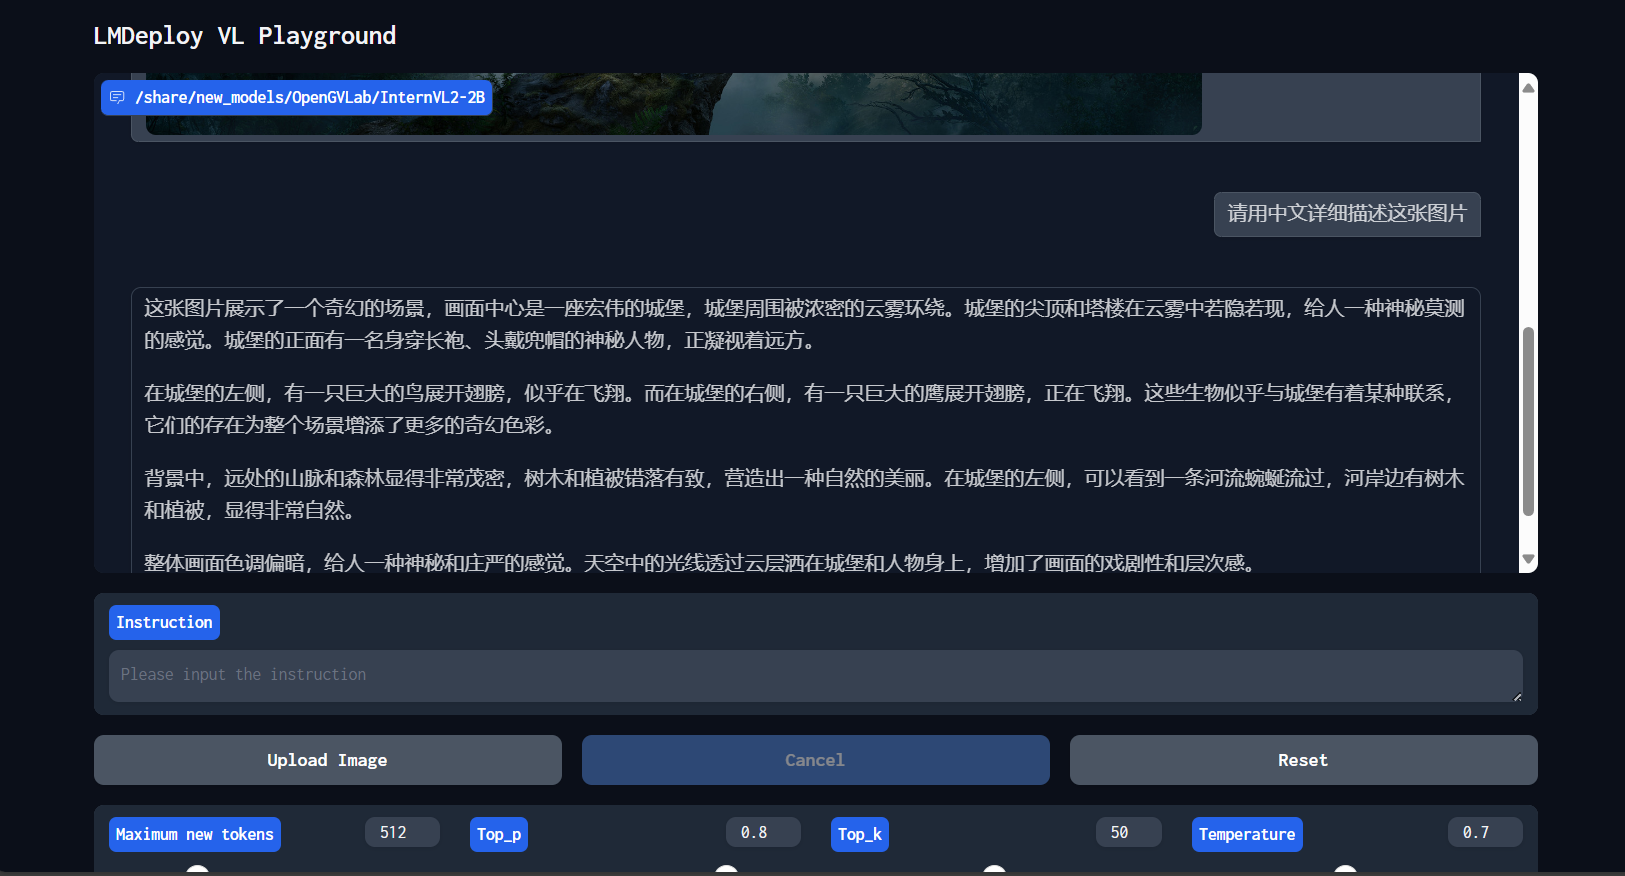 LMDeploy VL Playground
/share/new_models/OpenGVLab/InternVL2-2B
请用中文详细描述这张图片
这张图片展示了一个奇幻的场景，画面中心是一座宏伟的城堡，城堡周围被浓密的云雾环绕。城堡的尖顶和塔楼在云雾中若隐若现，给人一种神秘莫测
的感觉。城堡的正面有一名身穿长袍、头戴兜帽的神秘人物，正凝视着远方。
在城堡的左侧，有一只巨大的鸟展开翅膀，似乎在飞翔。而在城堡的右侧，有一只巨大的鹰展开翅膀，正在飞翔。这些生物似乎与城堡有着某种联系，
它们的存在为整个场景增添了更多的奇幻色彩。
背景中，远处的山脉和森林显得非常茂密，树木和植被错落有致，营造出一种自然的美丽。在城堡的左侧，可以看到一条河流蜿蜒流过，河岸边有树木
和植被，显得非常自然。
整体画面色调偏暗，给人一种神秘和庄严的感觉。天空中的光线透过云层洒在城堡和人物身上，增加了画面的戏剧性和层次感。
Instruction
Please input the instruction
Upload Image
Cancel
Reset
Maximum new tokens 512 Top_p 0.8 Top_k 50 Temperature 0.7